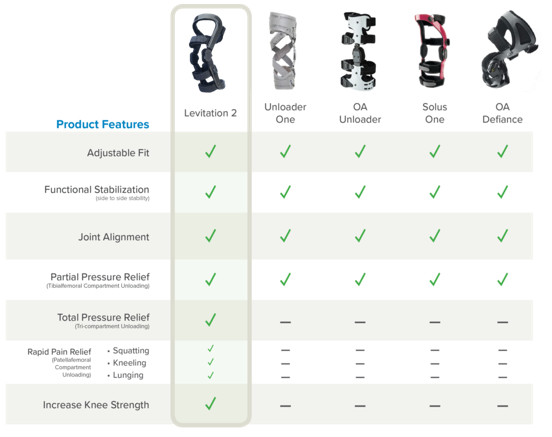 Levitation 2
Unloader One
OA Unloader
Solus One
OA Defiance
Product Features
Adjustable Fit
Functional Stabilization
(side to side stability)
Joint Alignment
Partial Pressure Relief
(Tibialfemoral Compartment Unloading)
Total Pressure Relief
(Tri-compartment Unloading)
Rapid Pain Relief
(Patellafemoral
Compartment
Unloading)
• Squatting
• Kneeling
• Lunging
Increase Knee Strength